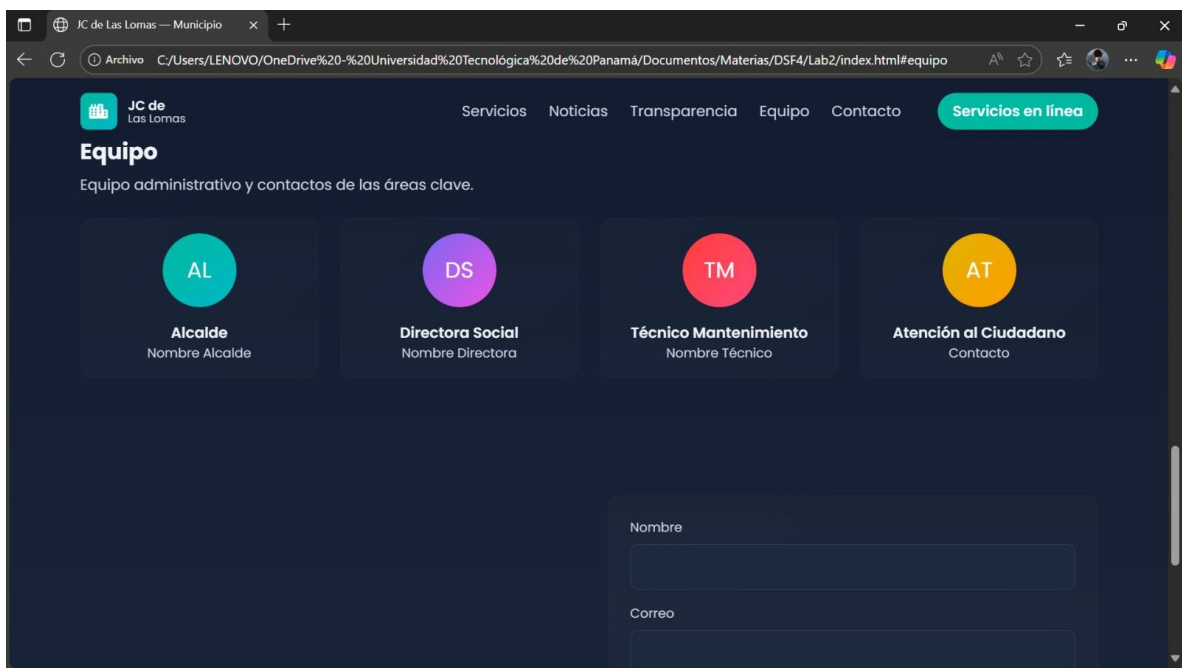 JC de Las Lomas — Municipio
Archivo C:/Users/LENOVO/OneDrive%20-%20Universidad%20Tecnológica%20de%20Panamá/Documentos/Materias/DSF4/Lab2/index.html#equipo
JC de
Las Lomas
Servicios Noticias Transparencia Equipo Contacto Servicios en línea
Equipo
Equipo administrativo y contactos de las áreas clave.
AL DS TM AT
Alcalde Directora Social Técnico Mantenimiento Atención al Ciudadano
Nombre Alcalde Nombre Directora Nombre Técnico Contacto
Nombre
Correo